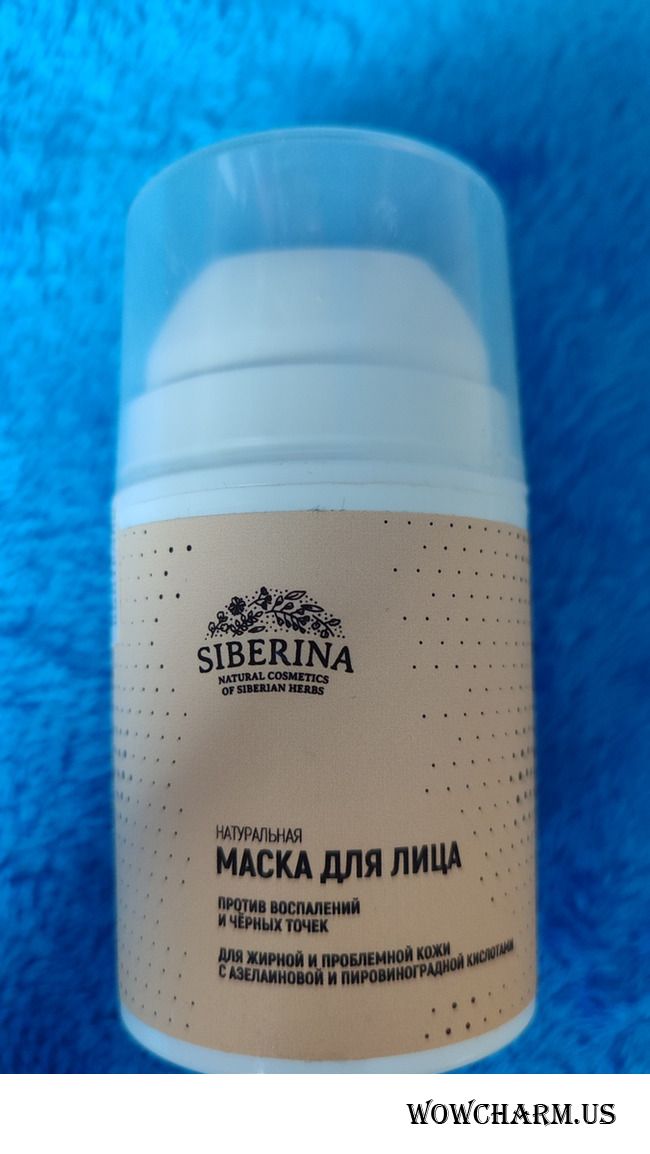 SIBERINA
NATURAL COSMETICS
OF SIBERIAN HERBS
НАТУРАЛЬНАЯ
МАСКА ДЛЯ ЛИЦА
ПРОТИВ ВОСПАЛЕНИЙ
И ЧЁРНЫХ ТОЧЕК
ДЛЯ ЖИРНОЙ И ПРОБЛЕМНОЙ КОЖИ
С АЗЕЛАИНОВОЙ И ПИРОВИНОГРАДНОЙ КИСЛОТАМИ
WOWCHARM.US